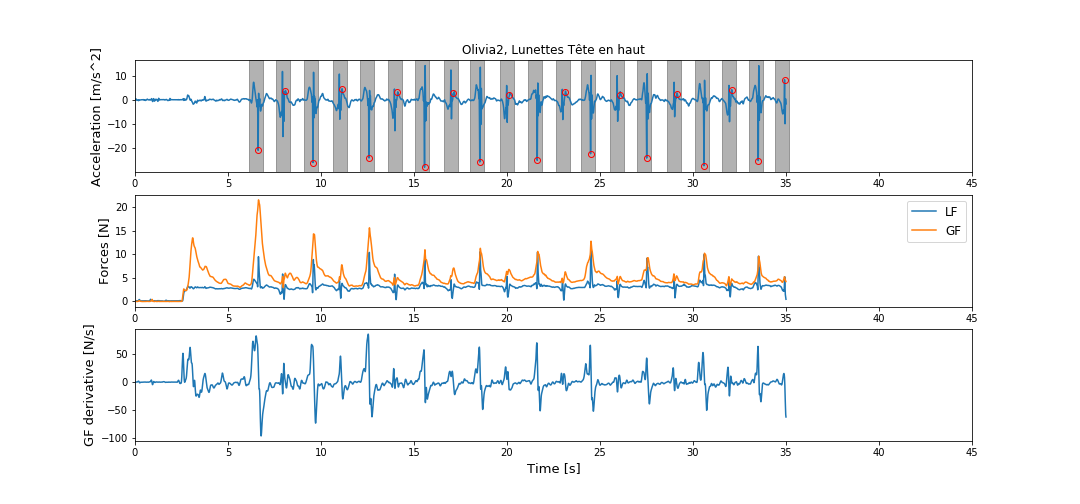 Olivia2, Lunettes Tête en haut
Acceleration [m/s^2]
10
0
−10
−20
0 5 10 15 20 25 30 35 40 45
Forces [N]
20
15
10
5
0
LF
GF
0 5 10 15 20 25 30 35 40 45
GF derivative [N/s]
50
0
−50
−100
0 5 10 15 20 25 30 35 40 45
Time [s]